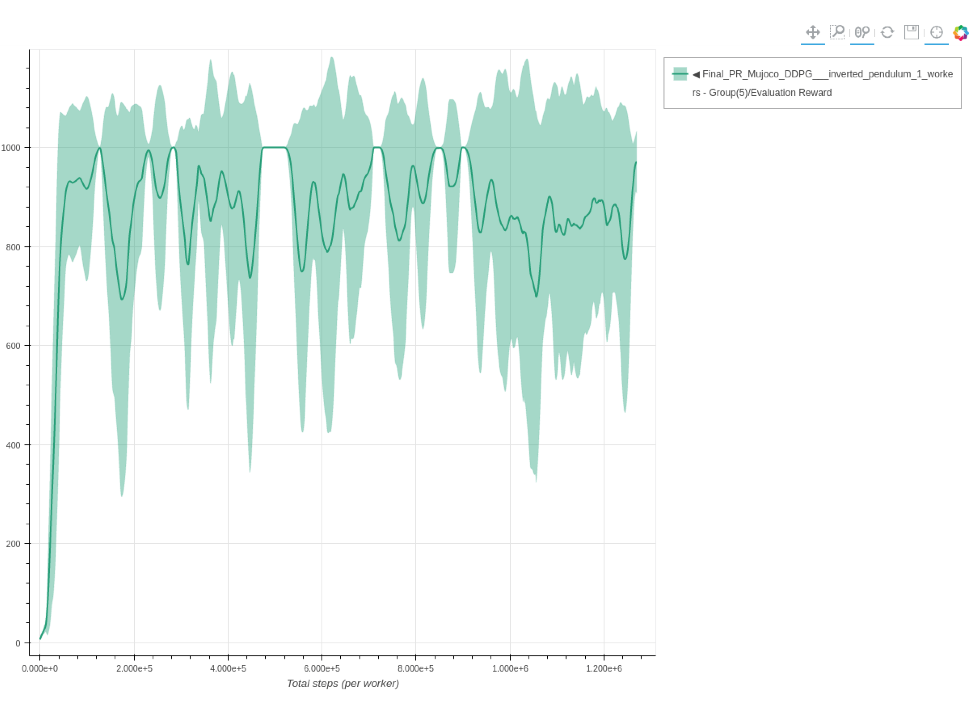 ◀ Final_PR_Mujoco_DDPG___inverted_pendulum_1_worke
rs - Group(5)/Evaluation Reward
1000
800
600
400
200
0
0.000e+0 2.000e+5 4.000e+5 6.000e+5 8.000e+5 1.000e+6 1.200e+6
Total steps (per worker)